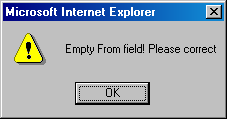 Microsoft Internet Explorer
Empty From field! Please correct
OK